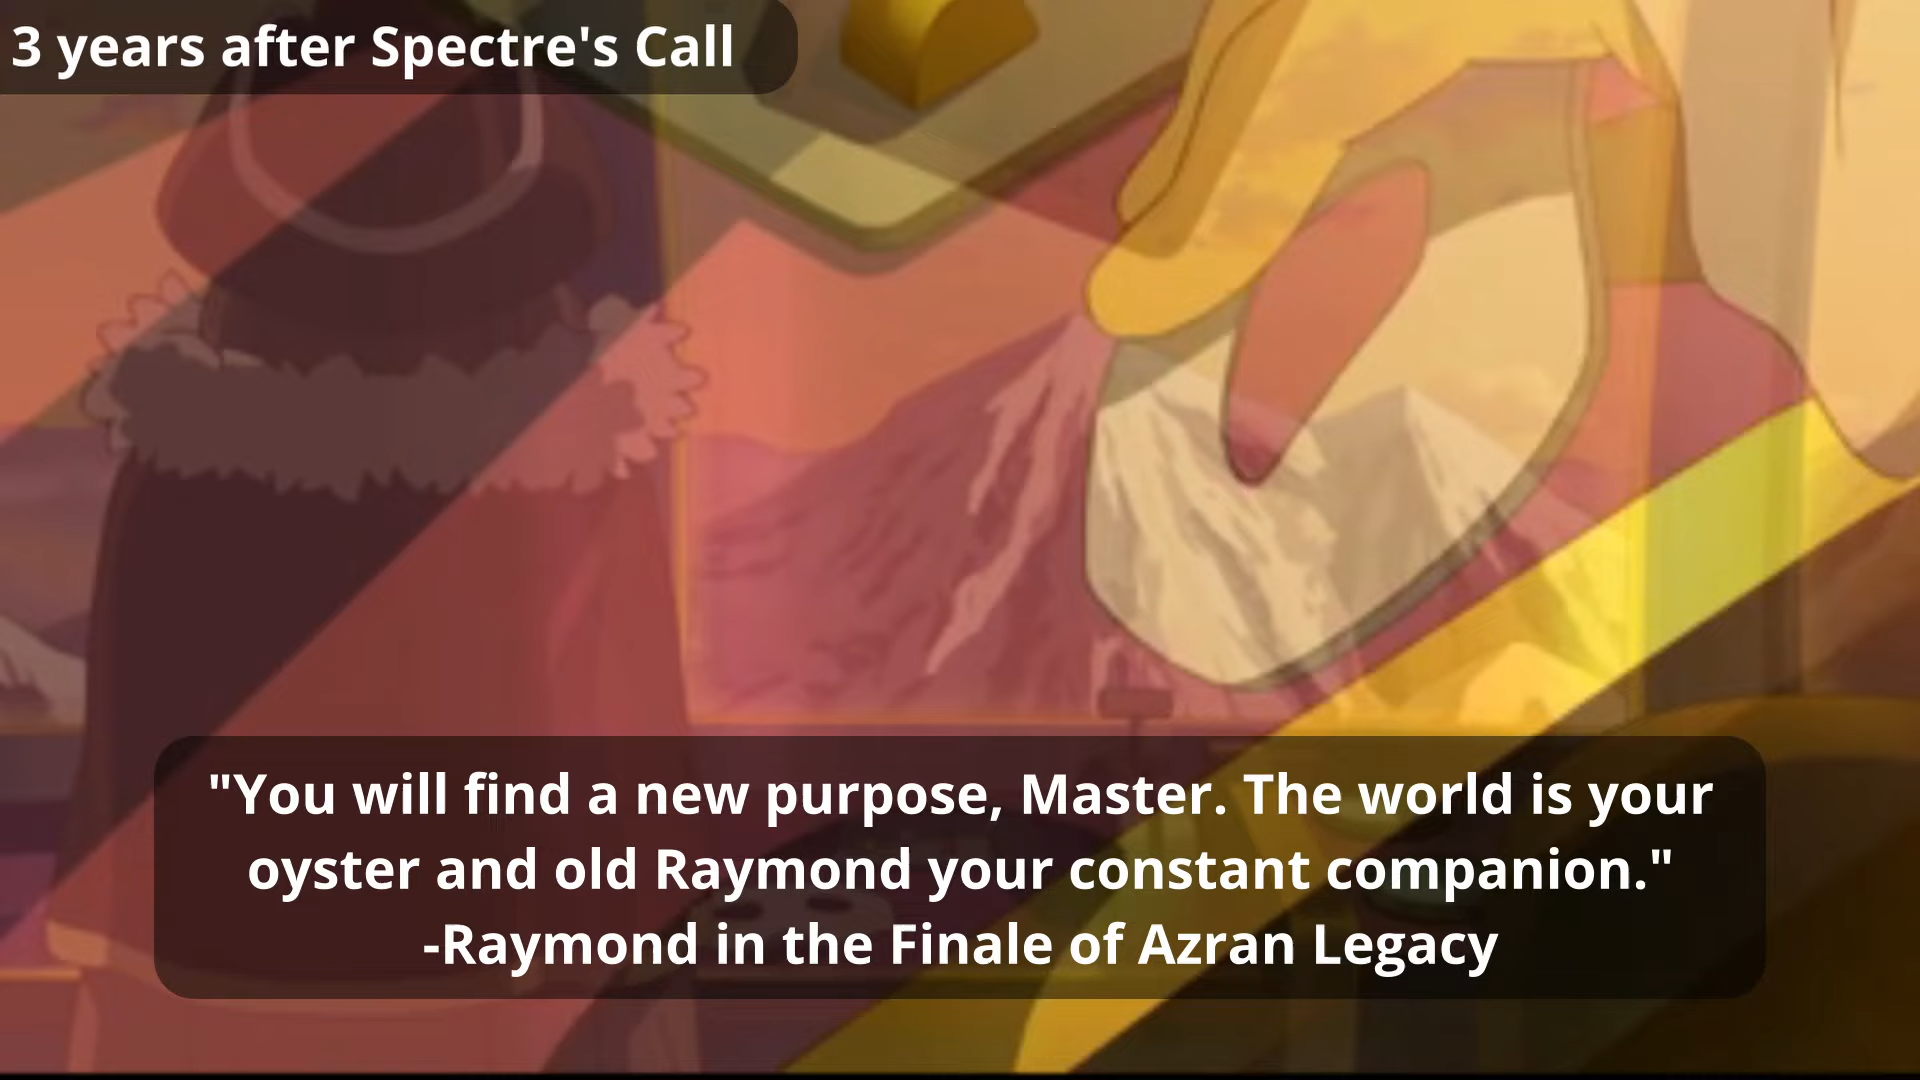 3 years after Spectre's Call
"You will find a new purpose, Master. The world is your
oyster and old Raymond your constant companion."
-Raymond in the Finale of Azran Legacy